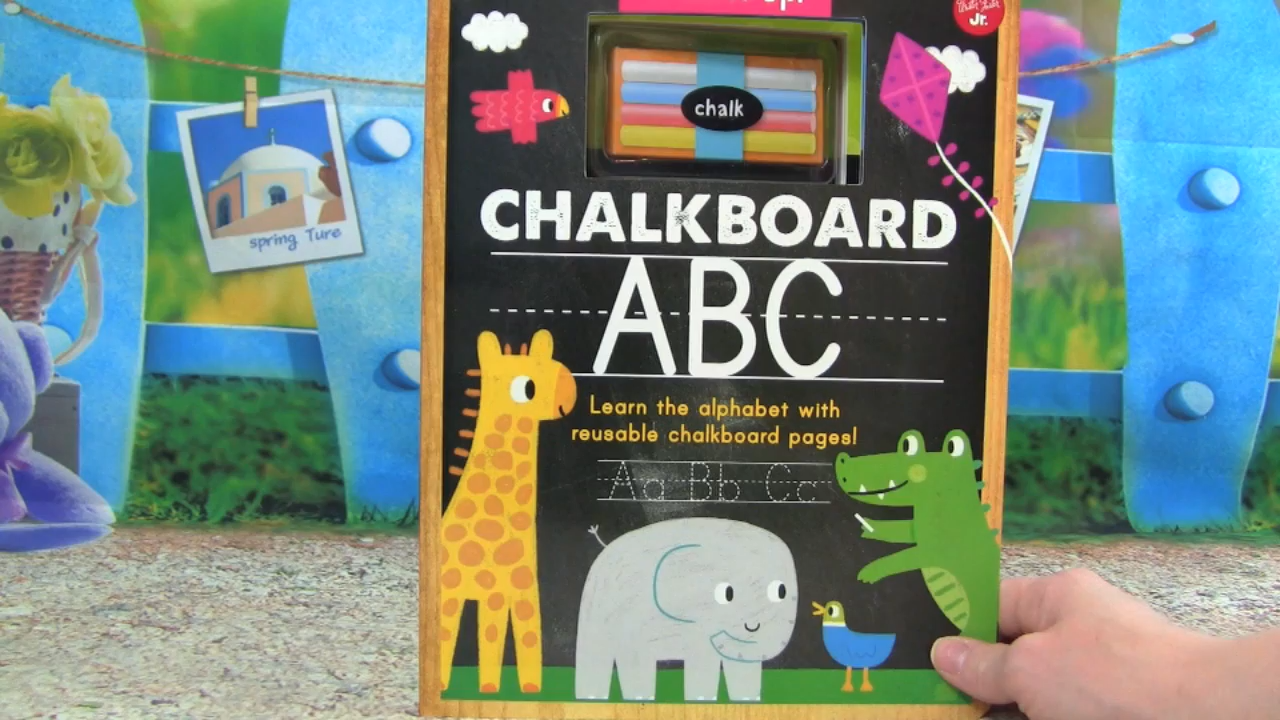 Jr.
chalk
CHALKBOARD
ABC
Learn the alphabet with
reusable chalkboard pages!
Aa Bb Cc
spring Ture